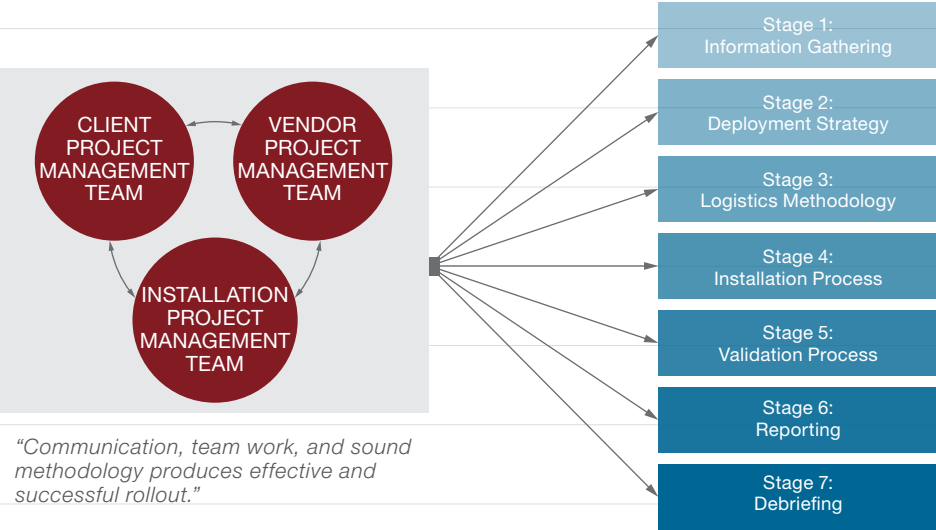 CLIENT
PROJECT
MANAGEMENT
TEAM
VENDOR
PROJECT
MANAGEMENT
TEAM
INSTALLATION
PROJECT
MANAGEMENT
TEAM
“Communication, team work, and sound
methodology produces effective and
successful rollout.”
Stage 1:
Information Gathering
Stage 2:
Deployment Strategy
Stage 3:
Logistics Methodology
Stage 4:
Installation Process
Stage 5:
Validation Process
Stage 6:
Reporting
Stage 7:
Debriefing